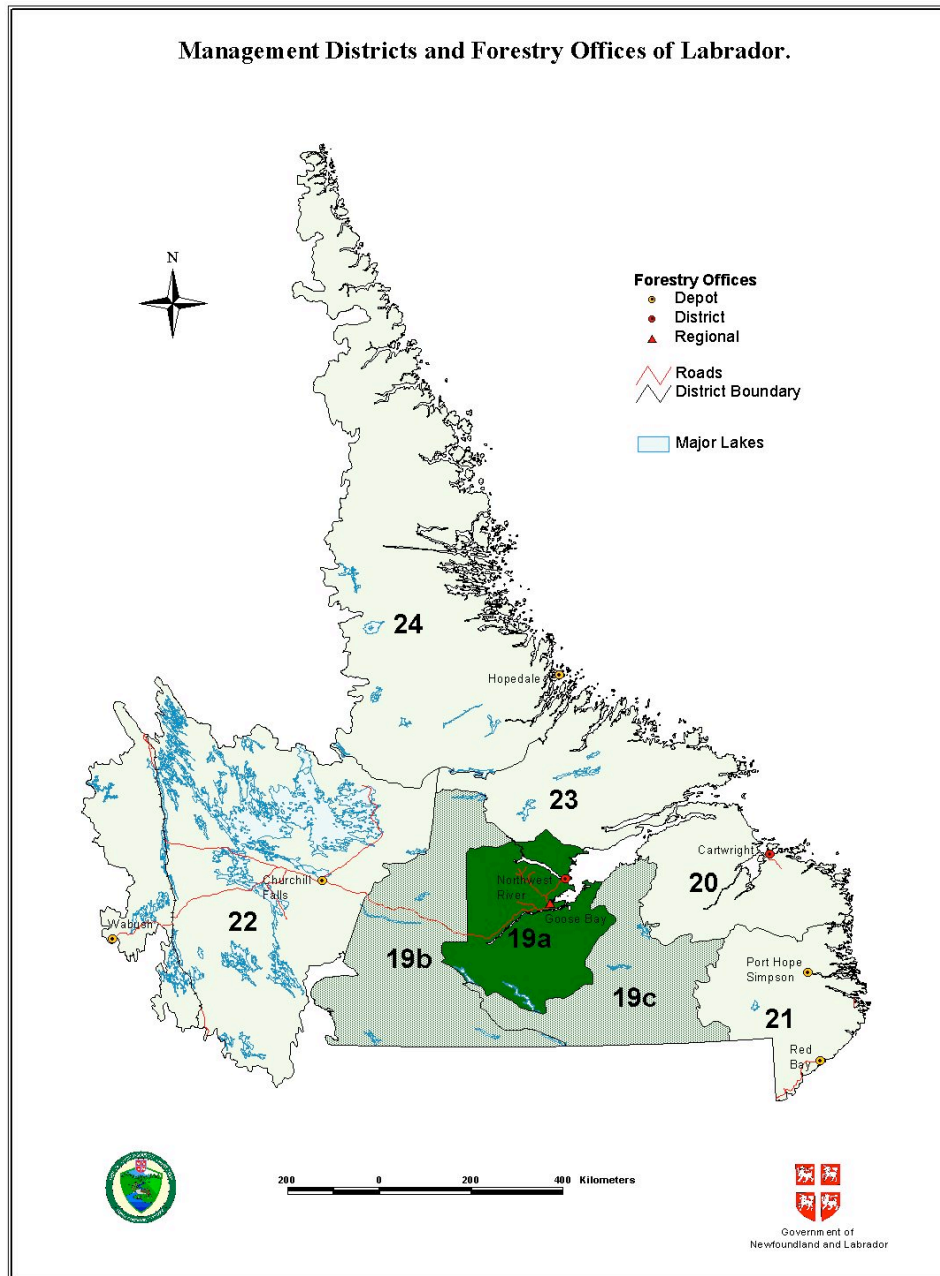 Management Districts and Forestry Offices of Labrador.
N
Forestry Offices
Depot
District
Regional
Roads
District Boundary
Major Lakes
24
Hopedale
23
Cartwright
20
Northwest
River
Goose Bay
19a
Churchill
Falls
22
Wabush
19b
19c
Port Hope
Simpson
21
Red
Bay
200 0 200 400 Kilometers
Government of
Newfoundland and Labrador